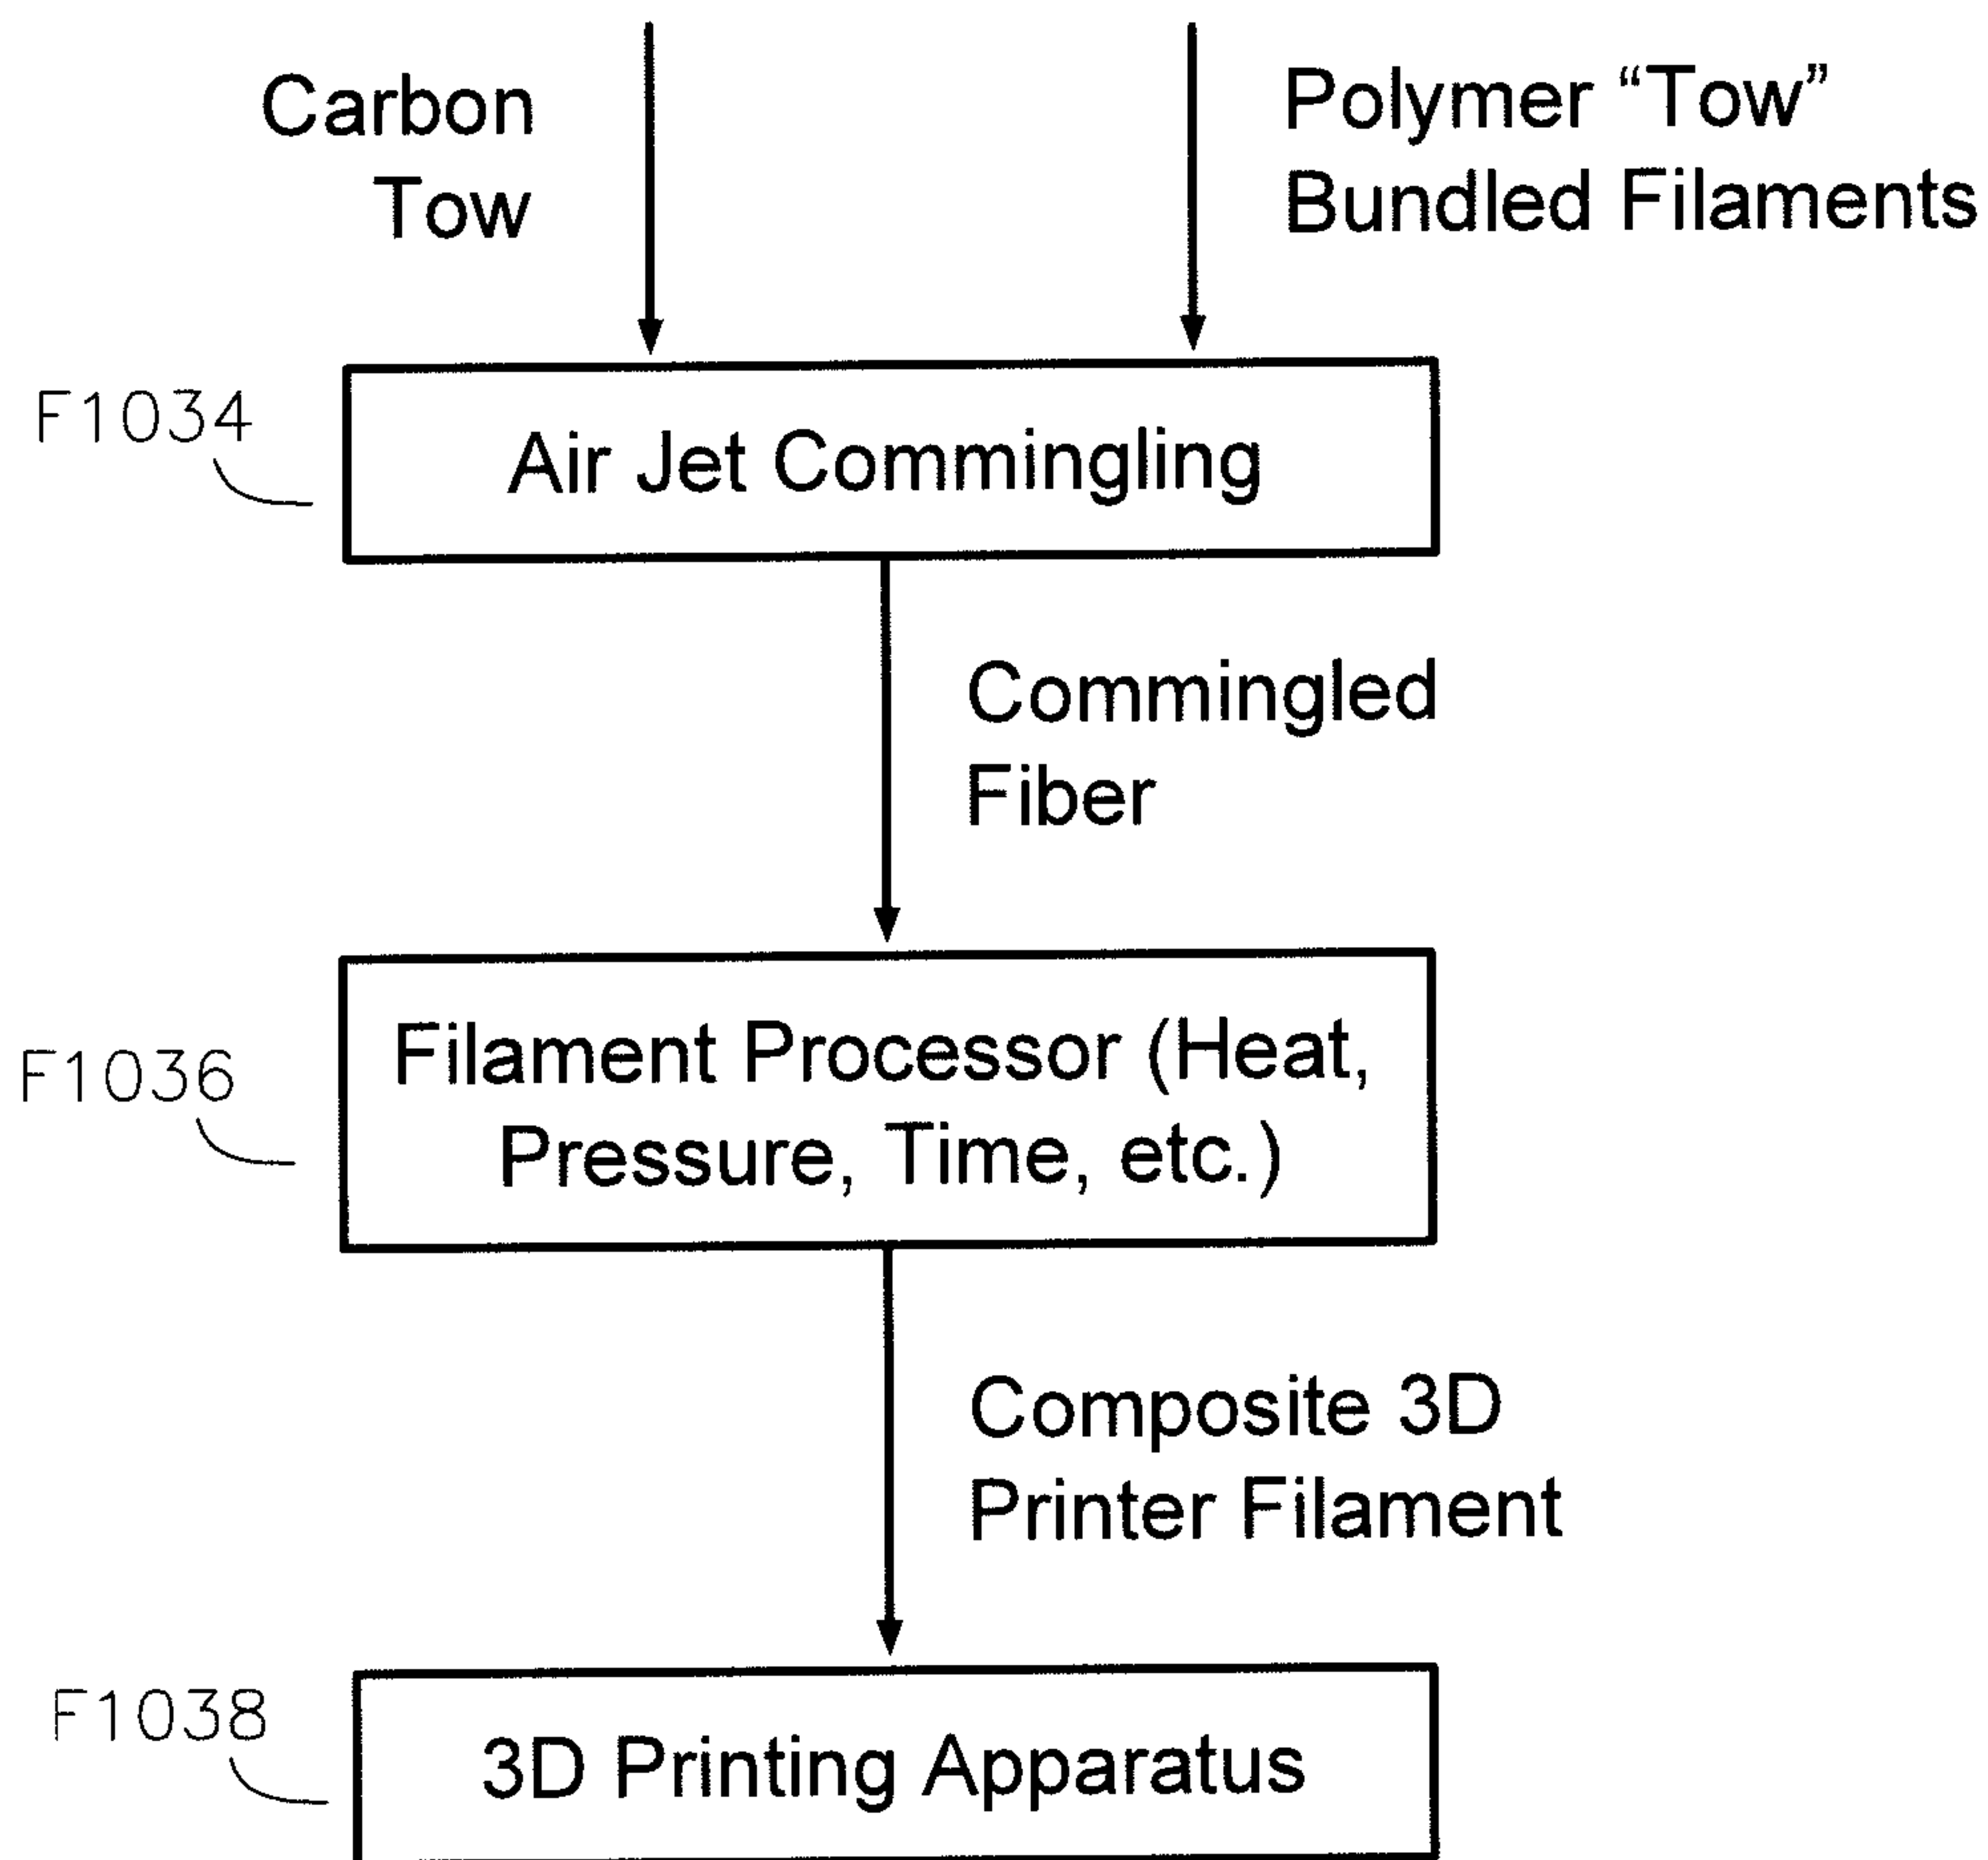 Carbon
Tow
Polymer “Tow”
Bundled Filaments
F1034
Air Jet Commingling
Commingled
Fiber
F1036
Filament Processor (Heat,
Pressure, Time, etc.)
Composite 3D
Printer Filament
F1038
3D Printing Apparatus